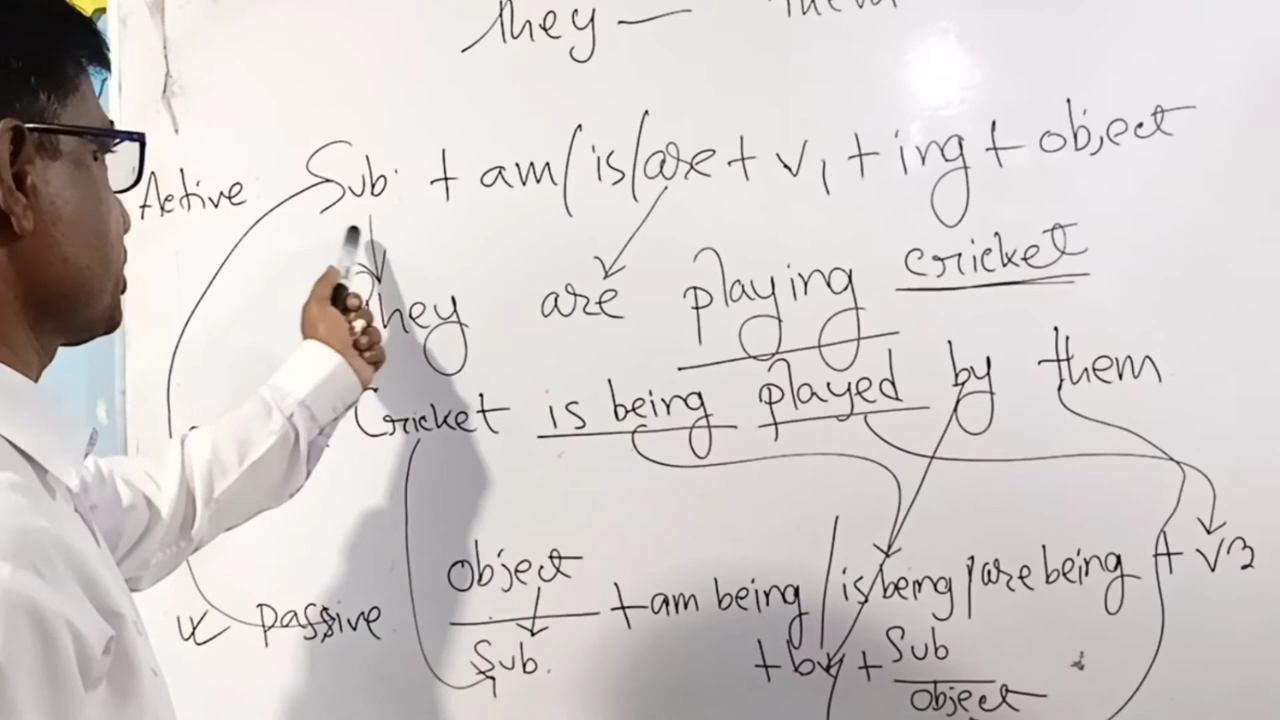 they — them
Active Sub. + am/is/are + V1 + ing + object
They are playing cricket
Cricket is being played by them
Passive object + am being / is being / are being + V3
Sub. + by + Sub
object